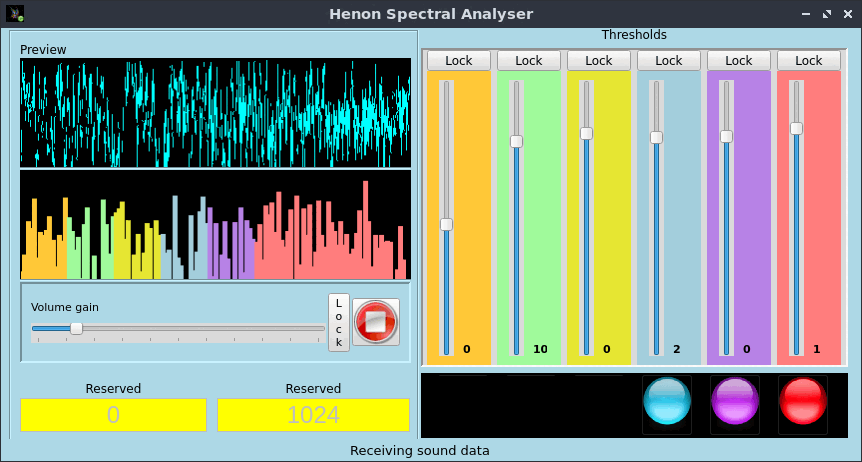 Henon Spectral Analyser
Preview
Volume gain
Lock
Reserved
Reserved
0
1024
Thresholds
Lock Lock Lock Lock Lock Lock
0 10 0 2 0 1
Receiving sound data